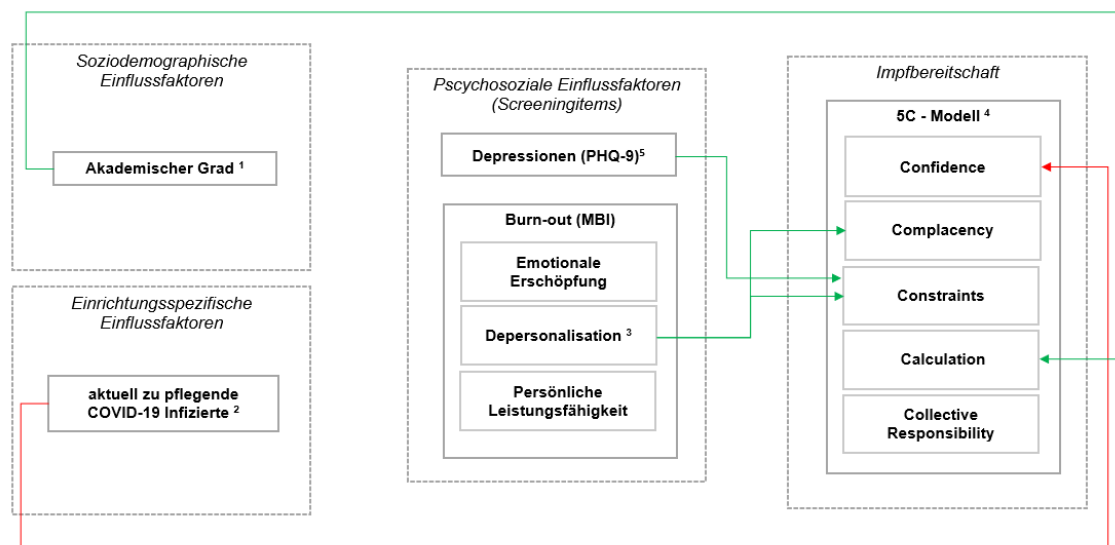 Soziodemographische
Einflussfaktoren
Akademischer Grad ¹
Einrichtungsspezifische
Einflussfaktoren
aktuell zu pflegende
COVID-19 Infizierte ²
Pscychosoziale Einflussfaktoren
(Screeningitems)
Depressionen (PHQ-9)⁵
Burn-out (MBI)
Emotionale
Erschöpfung
Depersonalisation ³
Persönliche
Leistungsfähigkeit
Impfbereitschaft
5C - Modell ⁴
Confidence
Complacency
Constraints
Calculation
Collective
Responsibility